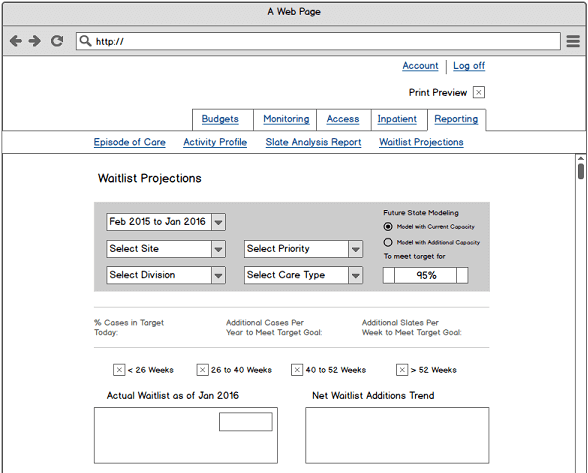 A Web Page
http://
Account Log off
Print Preview
Budgets Monitoring Access Inpatient Reporting
Episode of Care Activity Profile Slate Analysis Report Waitlist Projections
Waitlist Projections
Feb 2015 to Jan 2016
Select Site Select Priority
Select Division Select Care Type
Future State Modeling
Model with Current Capacity
Model with Additional Capacity
To meet target for
95%
% Cases in Target
Today:
Additional Cases Per
Year to Meet Target Goal:
Additional Slates Per
Week to Meet Target Goal:
< 26 Weeks 26 to 40 Weeks 40 to 52 Weeks > 52 Weeks
Actual Waitlist as of Jan 2016 Net Waitlist Additions Trend